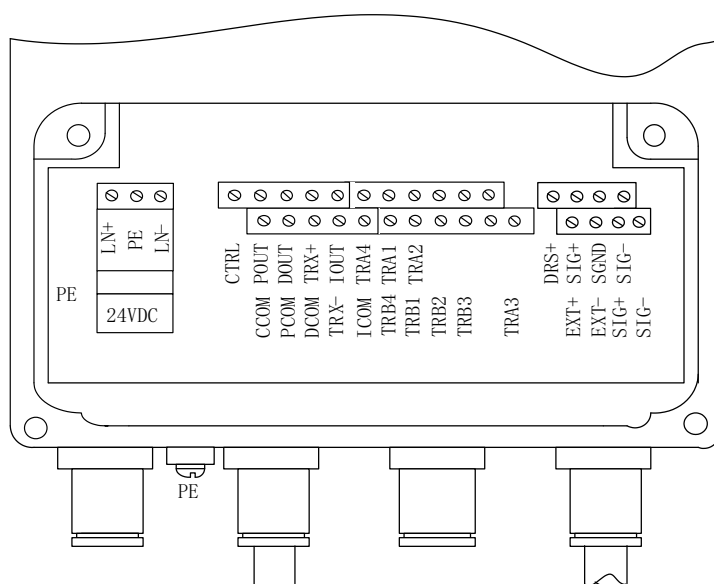 LN+ PE LN-
PE
24VDC
CTRL POUT DOUT TRX+ IOUT TRA4 TRA1 TRA2
CCOM PCOM DCOM TRX- ICOM TRB4 TRB1 TRB2 TRB3 TRA3
DRS+ SIG+ SGND SIG-
EXT+ EXT- SIG+ SIG-
PE